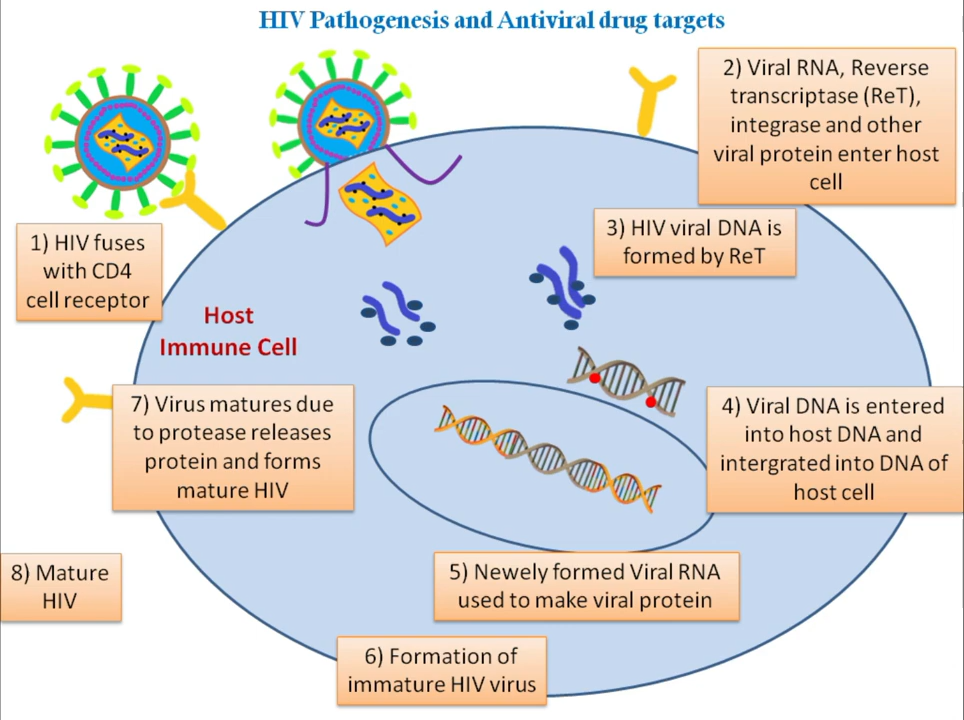 HIV Pathogenesis and Antiviral drug targets
2) Viral RNA, Reverse
transcriptase (ReT),
integrase and other
viral protein enter host
cell
1) HIV fuses
with CD4
cell receptor
3) HIV viral DNA is
formed by ReT
Host
Immune Cell
7) Virus matures due
to protease releases
protein and forms
mature HIV
4) Viral DNA is entered
into host DNA and
intergrated into DNA of
host cell
8) Mature
HIV
5) Newly formed Viral RNA
used to make viral protein
6) Formation of
immature HIV virus